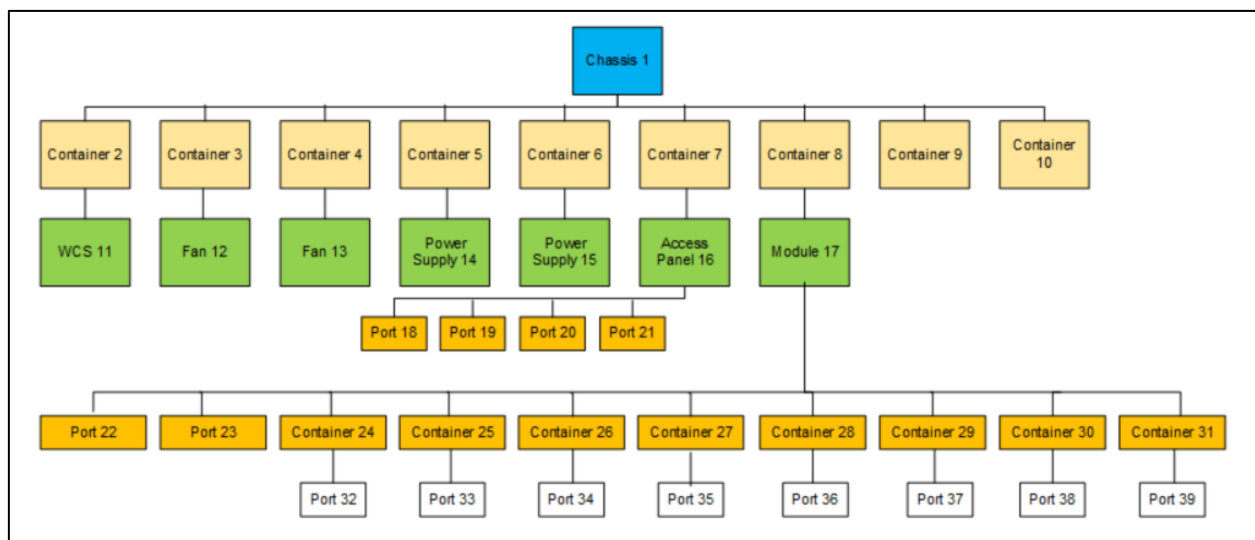 Chassis 1
Container 2
Container 3
Container 4
Container 5
Container 6
Container 7
Container 8
Container 9
Container
10
WCS 11
Fan 12
Fan 13
Power
Supply 14
Power
Supply 15
Access
Panel 16
Module 17
Port 18
Port 19
Port 20
Port 21
Port 22
Port 23
Container 24
Container 25
Container 26
Container 27
Container 28
Container 29
Container 30
Container 31
Port 32
Port 33
Port 34
Port 35
Port 36
Port 37
Port 38
Port 39